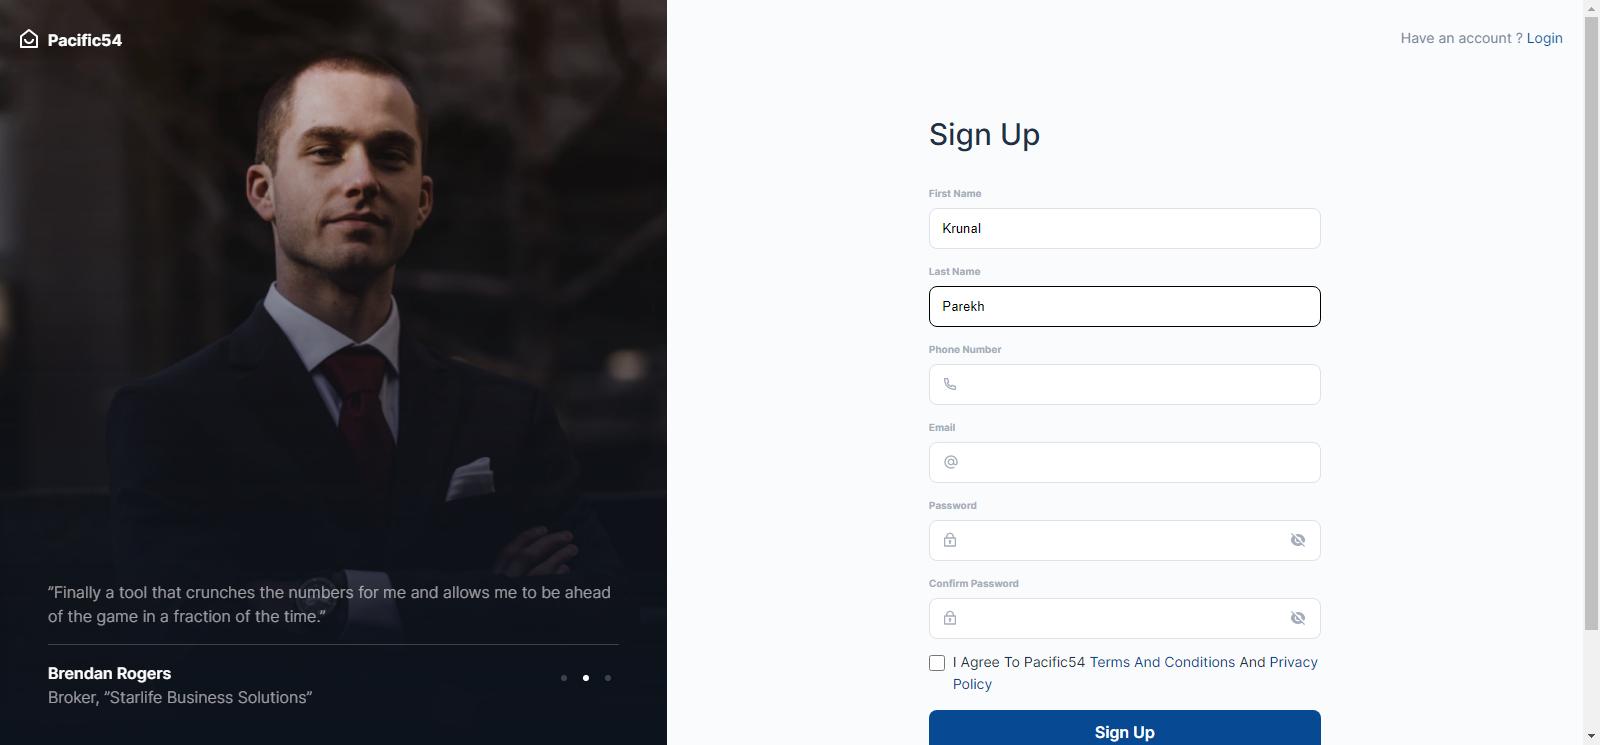 Pacific54
"Finally a tool that crunches the numbers for me and allows me to be ahead
of the game in a fraction of the time."
Brendan Rogers
Broker, "Starlife Business Solutions"
Have an account ? Login
Sign Up
First Name
Krunal
Last Name
Parekh
Phone Number
Email
@
Password
Confirm Password
I Agree To Pacific54 Terms And Conditions And Privacy
Policy
Sign Up